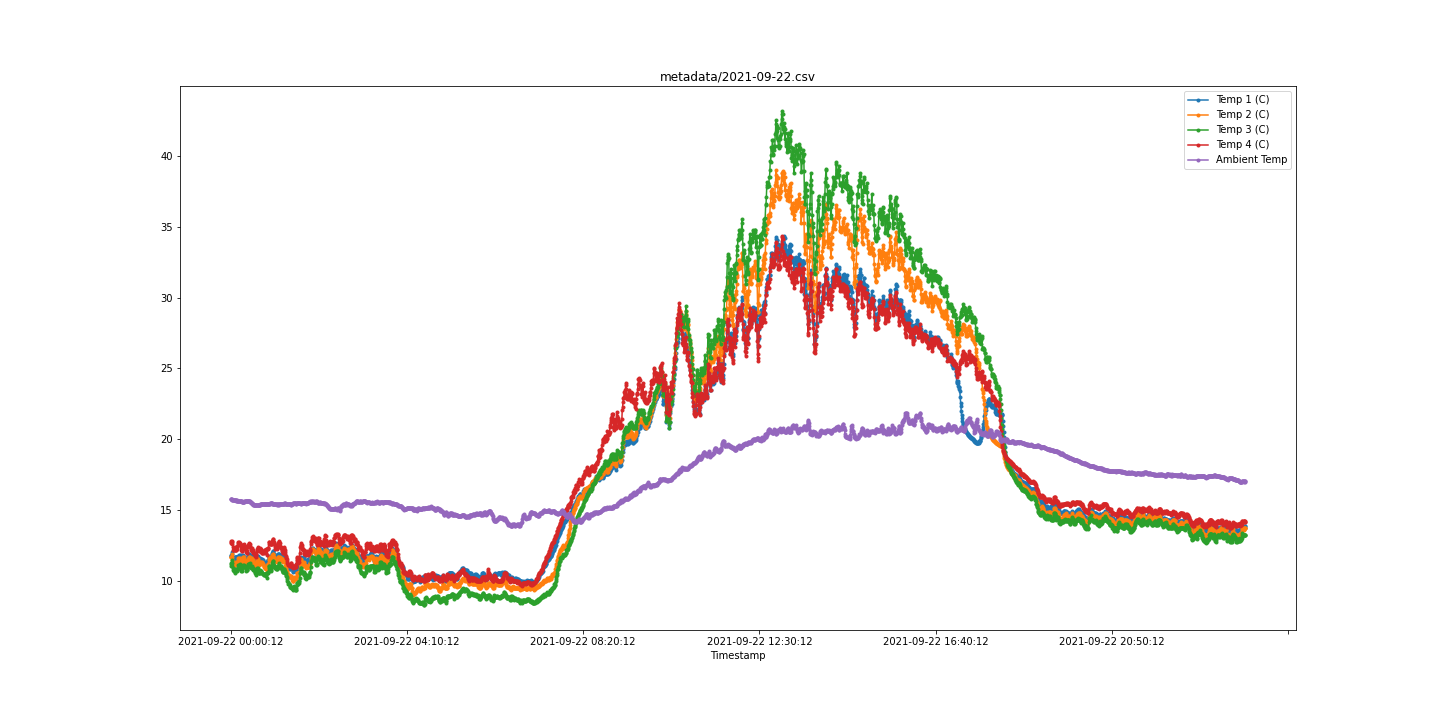 metadata/2021-09-22.csv
Temp 1 (C)
Temp 2 (C)
Temp 3 (C)
Temp 4 (C)
Ambient Temp
40
35
30
25
20
15
10
2021-09-22 00:00:12
2021-09-22 04:10:12
2021-09-22 08:20:12
2021-09-22 12:30:12
2021-09-22 16:40:12
2021-09-22 20:50:12
Timestamp